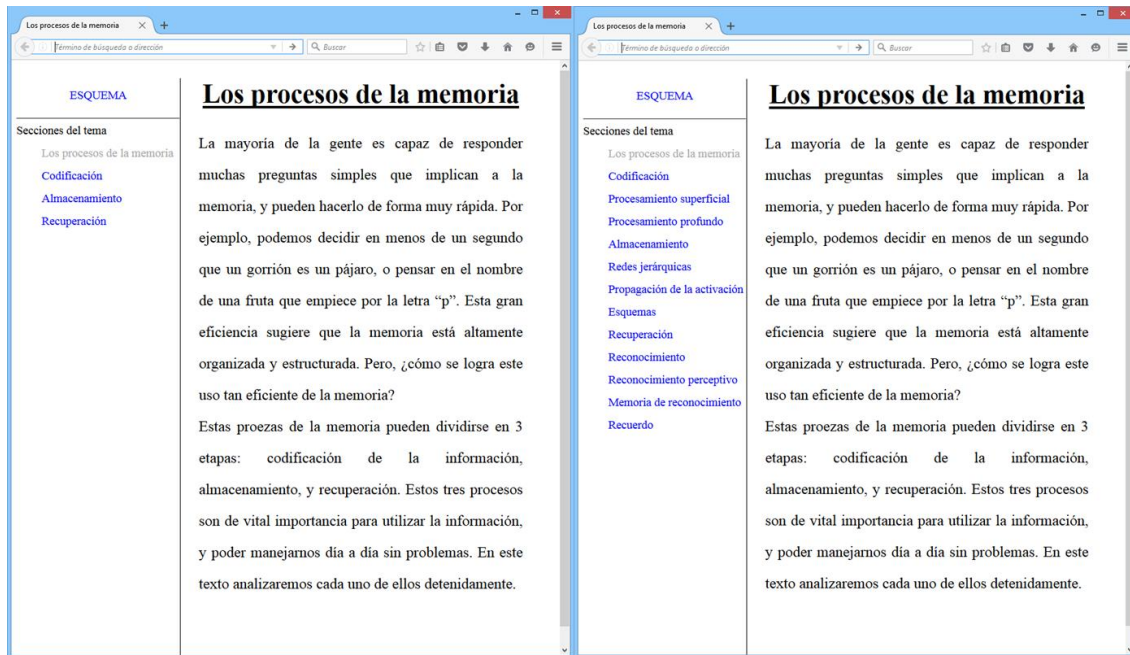 Los procesos de la memoria
Término de búsqueda o dirección
Buscar
ESQUEMA
Secciones del tema
Los procesos de la memoria
Codificación
Almacenamiento
Recuperación
Los procesos de la memoria
La mayoría de la gente es capaz de responder
muchas preguntas simples que implican a la
memoria, y pueden hacerlo de forma muy rápida. Por
ejemplo, podemos decidir en menos de un segundo
que un gorrión es un pájaro, o pensar en el nombre
de una fruta que empiece por la letra “p”. Esta gran
eficiencia sugiere que la memoria está altamente
organizada y estructurada. Pero, ¿cómo se logra este
uso tan eficiente de la memoria?
Estas proezas de la memoria pueden dividirse en 3
etapas: codificación de la información,
almacenamiento, y recuperación. Estos tres procesos
son de vital importancia para utilizar la información,
y poder manejarnos día a día sin problemas. En este
texto analizaremos cada uno de ellos detenidamente.
Los procesos de la memoria
Término de búsqueda o dirección
Buscar
ESQUEMA
Secciones del tema
Los procesos de la memoria
Codificación
Procesamiento superficial
Procesamiento profundo
Almacenamiento
Redes jerárquicas
Propagación de la activación
Esquemas
Recuperación
Reconocimiento
Reconocimiento perceptivo
Memoria de reconocimiento
Recuerdo
Los procesos de la memoria
La mayoría de la gente es capaz de responder
muchas preguntas simples que implican a la
memoria, y pueden hacerlo de forma muy rápida. Por
ejemplo, podemos decidir en menos de un segundo
que un gorrión es un pájaro, o pensar en el nombre
de una fruta que empiece por la letra “p”. Esta gran
eficiencia sugiere que la memoria está altamente
organizada y estructurada. Pero, ¿cómo se logra este
uso tan eficiente de la memoria?
Estas proezas de la memoria pueden dividirse en 3
etapas: codificación de la información,
almacenamiento, y recuperación. Estos tres procesos
son de vital importancia para utilizar la información,
y poder manejarnos día a día sin problemas. En este
texto analizaremos cada uno de ellos detenidamente.